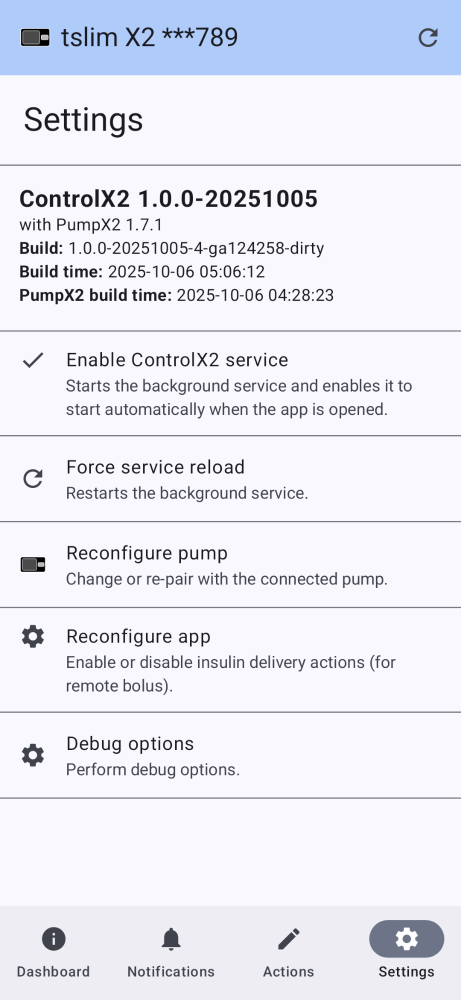 tslim X2 ***789
Settings
ControlX2 1.0.0-20251005
with PumpX2 1.7.1
Build: 1.0.0-20251005-4-ga124258-dirty
Build time: 2025-10-06 05:06:12
PumpX2 build time: 2025-10-06 04:28:23
Enable ControlX2 service
Starts the background service and enables it to
start automatically when the app is opened.
Force service reload
Restarts the background service.
Reconfigure pump
Change or re-pair with the connected pump.
Reconfigure app
Enable or disable insulin delivery actions (for
remote bolus).
Debug options
Perform debug options.
Dashboard
Notifications
Actions
Settings